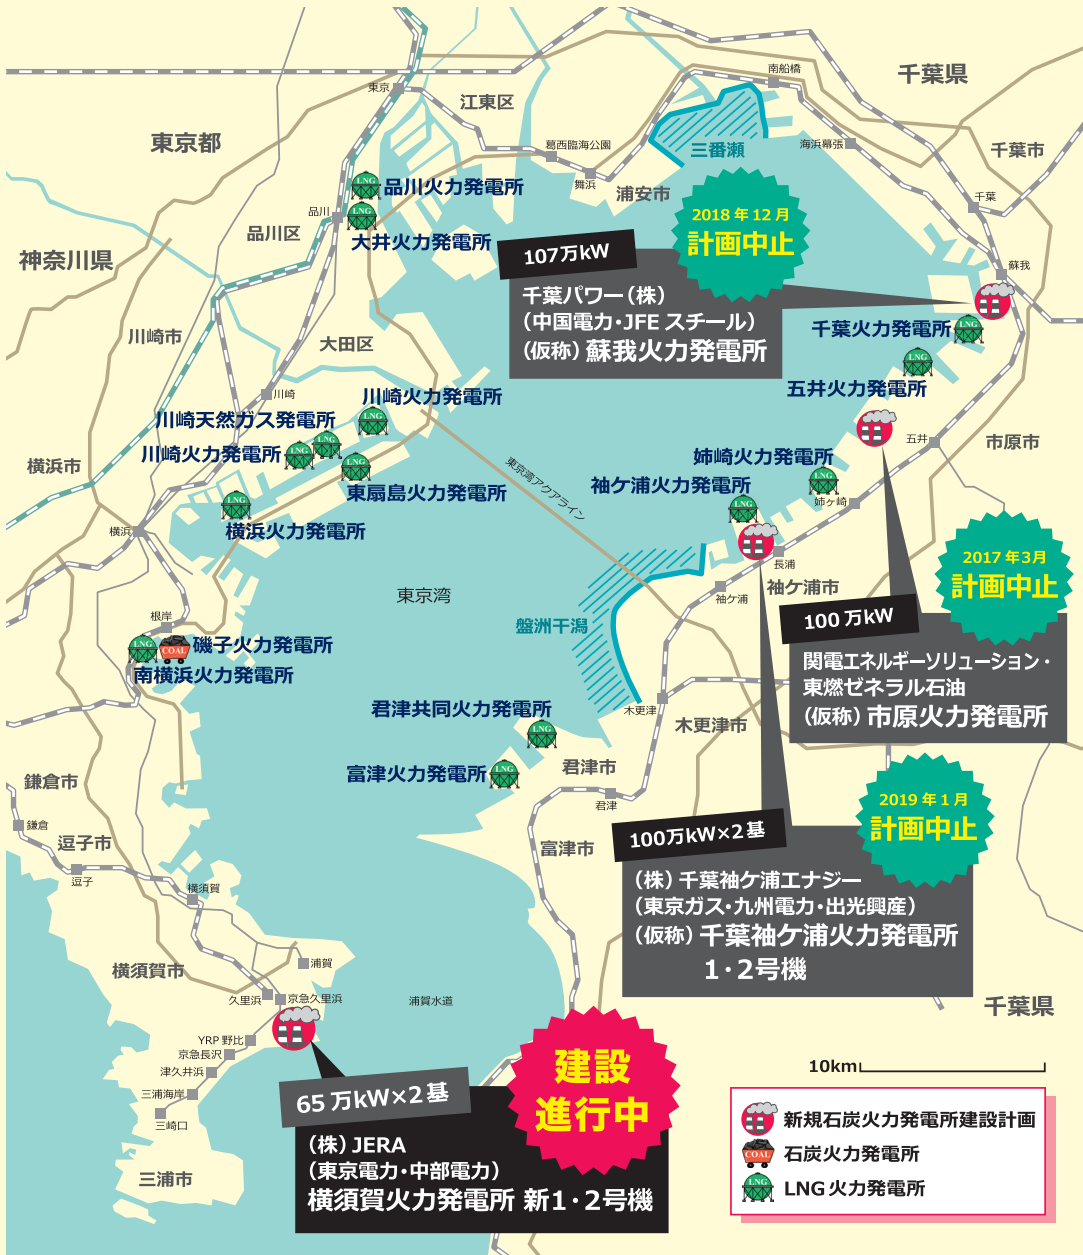 千葉県
南船橋
東京
江東区
東京都
葛西臨海公園
三番瀬
海浜幕張
千葉市
舞浜
浦安市
千葉
LNG
品川火力発電所
品川
LNG
品川区
大井火力発電所
神奈川県
2018年12月
計画中止
107万kW
千葉パワー(株)
(中国電力・JFEスチール)
(仮称)蘇我火力発電所
蘇我
千葉火力発電所
LNG
川崎市
大田区
LNG
五井火力発電所
川崎
川崎火力発電所
LNG
川崎天然ガス発電所
LNG
川崎火力発電所
LNG
五井
市原市
横浜市
東扇島火力発電所
LNG
東京湾アクアライン
姉崎火力発電所
LNG
姉ヶ崎
袖ケ浦火力発電所
LNG
横浜火力発電所
LNG
横浜
長浦
袖ケ浦市
袖ケ浦
2017年3月
計画中止
100万kW
関電エネルギーソリューション・
東燃ゼネラル石油
(仮称)市原火力発電所
東京湾
根岸
盤洲干潟
LNG
COAL
磯子火力発電所
南横浜火力発電所
君津共同火力発電所
LNG
木更津
木更津市
富津火力発電所
LNG
君津市
君津
鎌倉市
鎌倉
逗子市
逗子
富津市
2019年1月
計画中止
100万kW×2基
(株)千葉袖ケ浦エナジー
(東京ガス・九州電力・出光興産)
(仮称)千葉袖ケ浦火力発電所
1・2号機
横須賀
横須賀市
浦賀
久里浜
京急久里浜
浦賀水道
千葉県
YRP野比
京急長沢
津久井浜
三浦海岸
三崎口
三浦市
65万kW×2基
建設
進行中
(株)JERA
(東京電力・中部電力)
横須賀火力発電所 新1・2号機
10km
新規石炭火力発電所建設計画
COAL
石炭火力発電所
LNG
LNG火力発電所